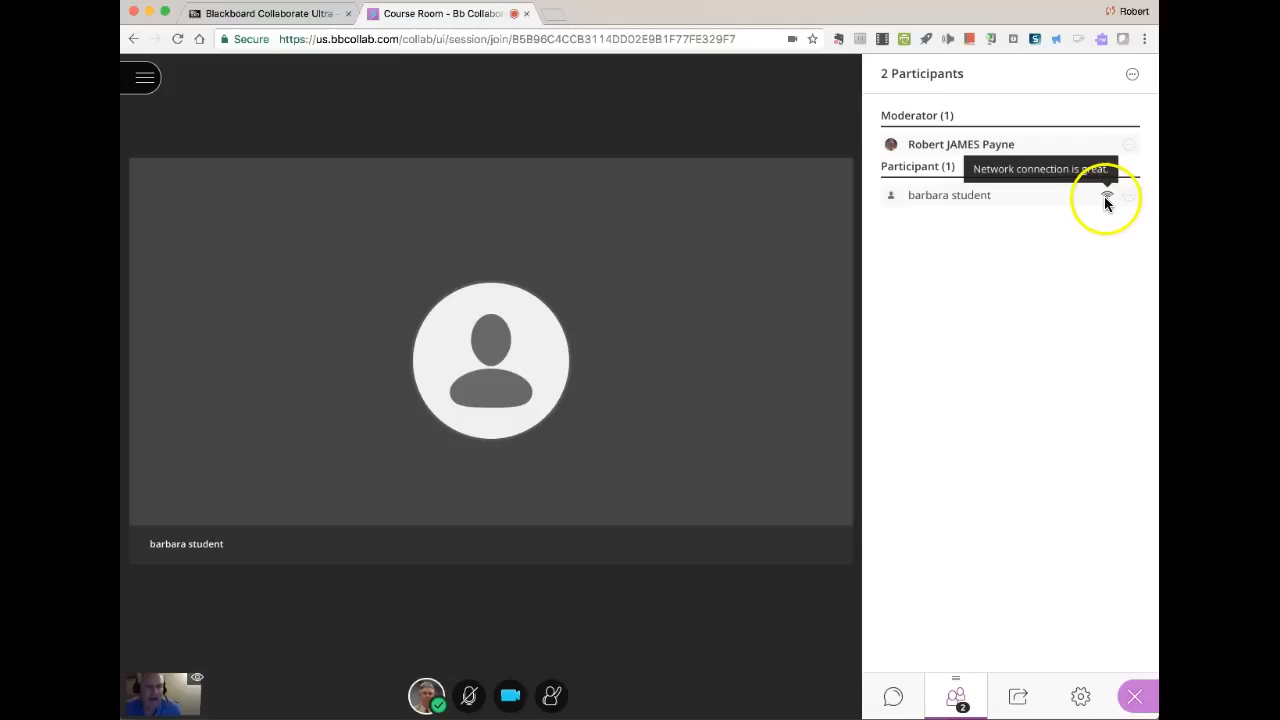 Blackboard Collaborate Ultra
Course Room - Bb Collabo
Robert
Secure
https://us.bbcollab.com/collab/ui/session/join/B5B96C4CCB3114DD02E9B1F77FE329F7
2 Participants
Moderator (1)
Robert JAMES Payne
Participant (1)
Network connection is great.
barbara student
barbara student
2